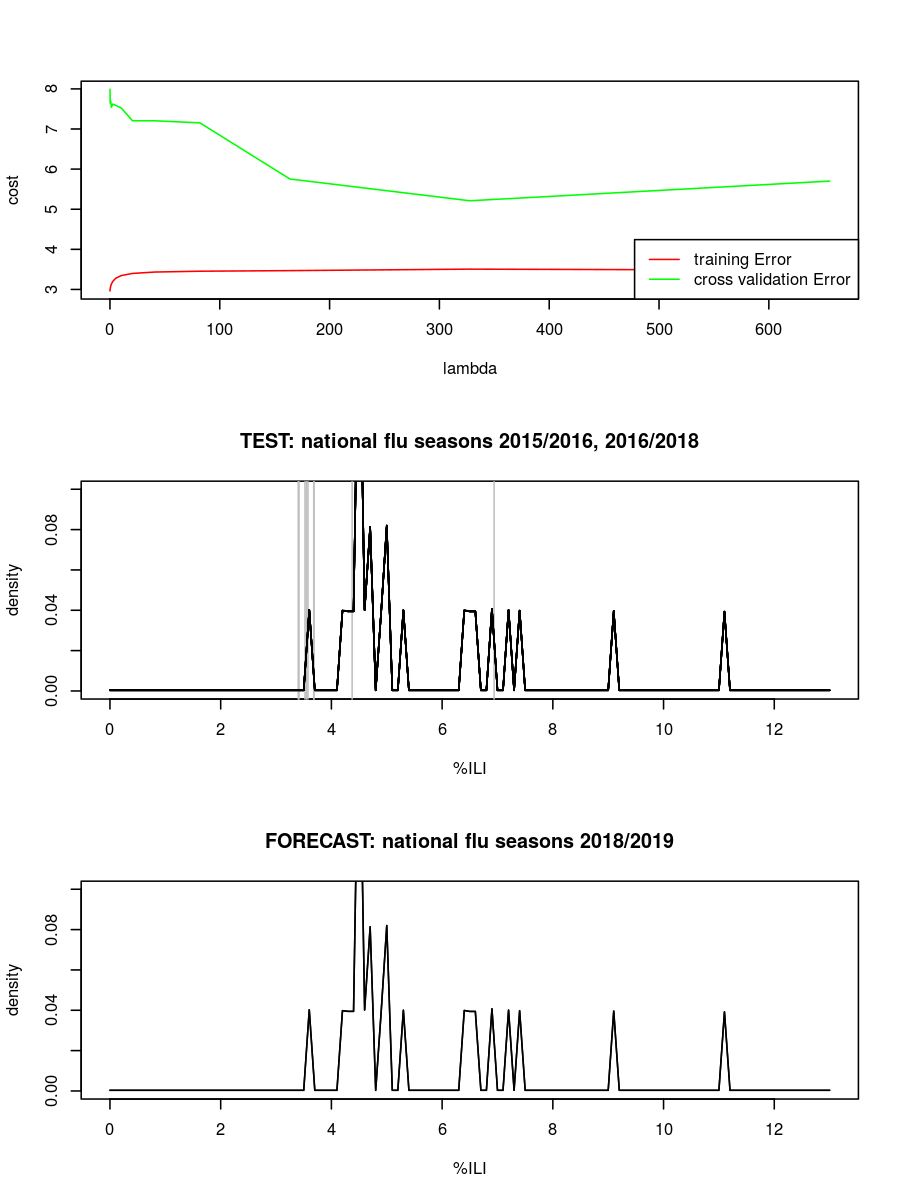 8
7
6
5
4
3
cost
training Error
cross validation Error
0 100 200 300 400 500 600
lambda
TEST: national flu seasons 2015/2016, 2016/2018
0.08
0.04
0.00
density
0 2 4 6 8 10 12
%ILI
FORECAST: national flu seasons 2018/2019
0.08
0.04
0.00
density
0 2 4 6 8 10 12
%ILI